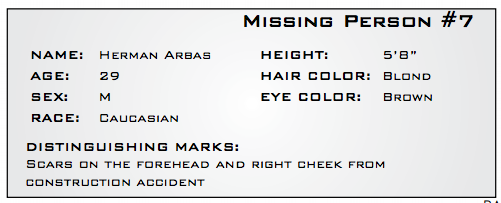 Missing Person #7
Name: Herman Arbas Height: 5'8"
Age: 29 Hair Color: Blond
Sex: M Eye Color: Brown
Race: Caucasian
Distinguishing Marks:
Scars on the forehead and right cheek from
construction accident